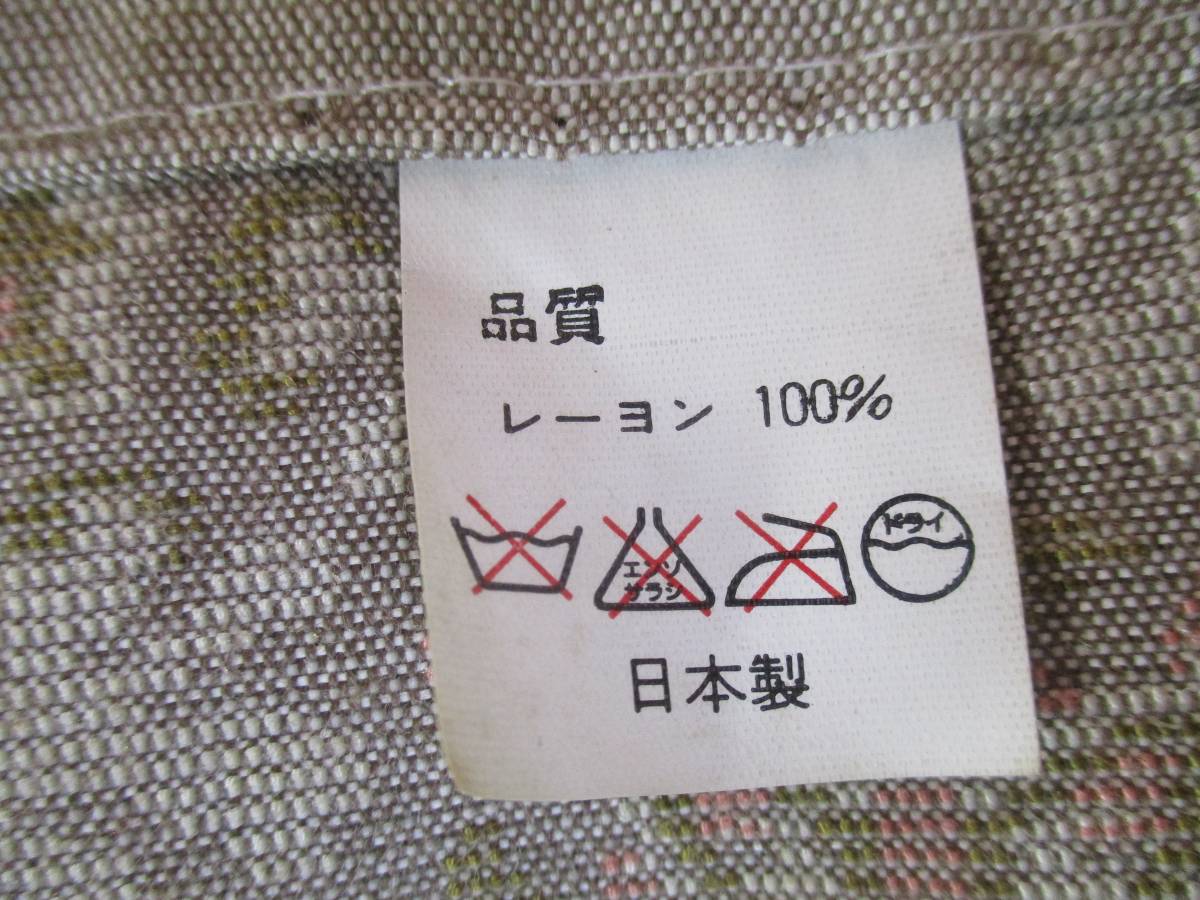 品質
レーヨン 100%
エンソ
サラシ
ドライ
日本製